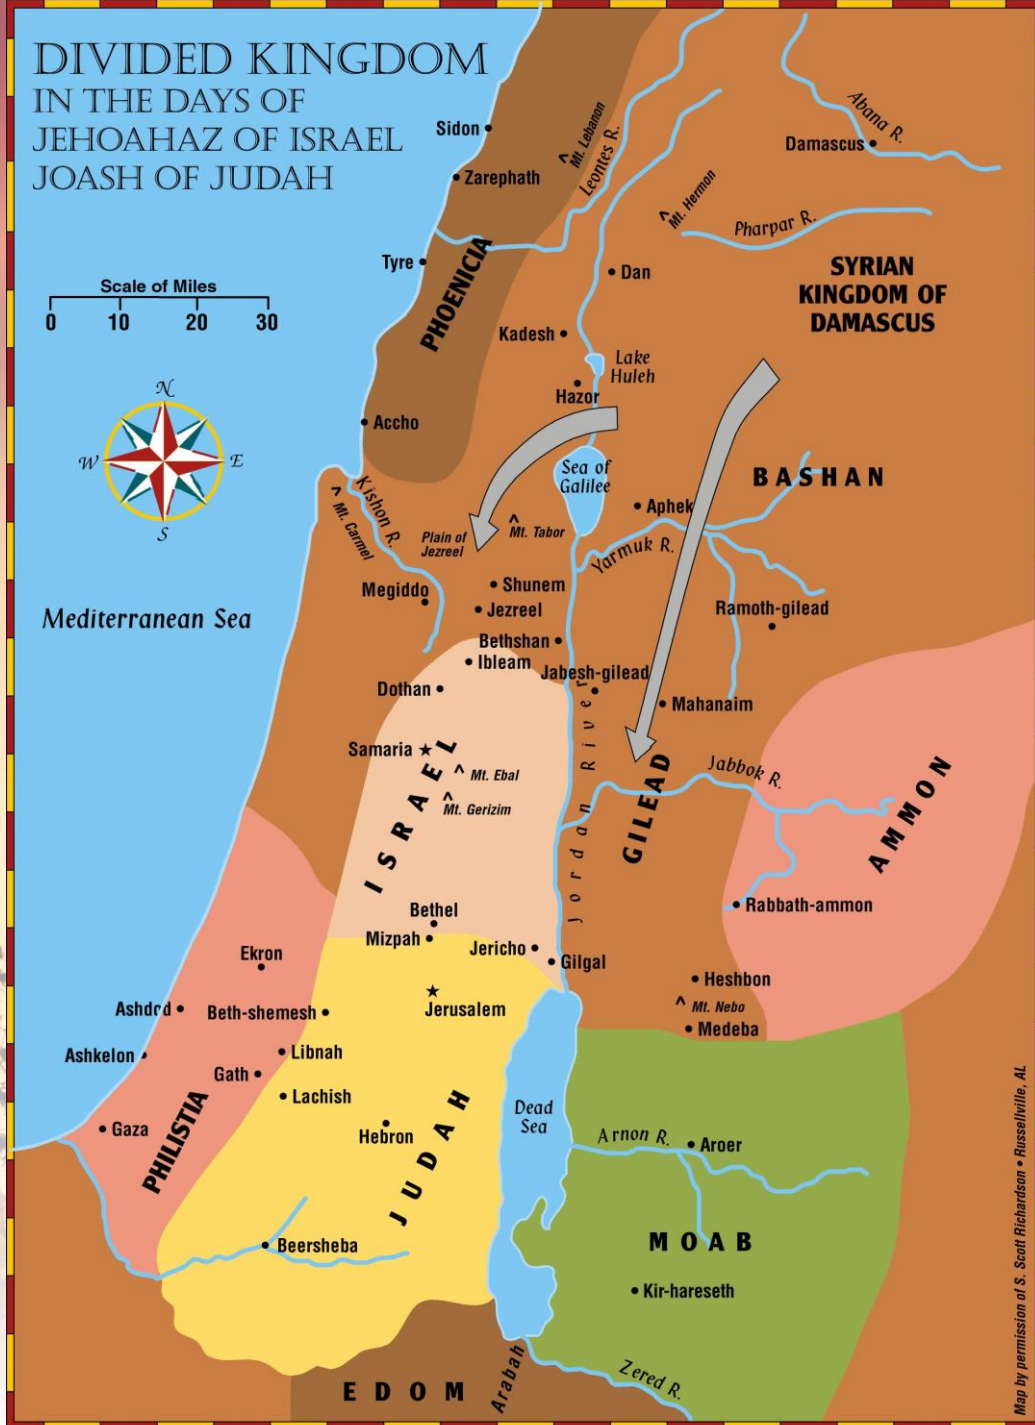 DIVIDED KINGDOM
IN THE DAYS OF
JEHOAHAZ OF ISRAEL
JOASH OF JUDAH
Scale of Miles
0 10 20 30
N
W E
S
Mediterranean Sea
Sidon
Zarephath
Tyre
PHOENICIA
Accho
Mt. Lebanon
Leontes R.
Mt. Hermon
Abana R.
Damascus
Pharpar R.
Dan
SYRIAN
KINGDOM OF
DAMASCUS
Kadesh
Lake
Huleh
Hazor
Sea of
Galilee
BASHAN
Aphek
Yarmuk R.
Kishon R.
Mt. Carmel
Plain of
Jezreel
Mt. Tabor
Megiddo
Shunem
Jezreel
Ramoth-gilead
Bethshan
Ibleam
Jabesh-gilead
Dothan
Mahanaim
Samaria
Mt. Ebal
Mt. Gerizim
ISRAEL
Jordan River
GILEAD
Jabbok R.
AMMON
Rabbath-ammon
Bethel
Mizpah
Jericho
Gilgal
Ekron
Heshbon
Mt. Nebo
Medeba
Ashdod
Beth-shemesh
Jerusalem
Ashkelon
Libnah
Gath
Lachish
Gaza
PHILISTIA
Hebron
JUDAH
Dead
Sea
Arnon R.
Aroer
MOAB
Beersheba
Kir-hareseth
EDOM
Arabah
Zered R.
Map by permission of S. Scott Richardson • Russellville, AL